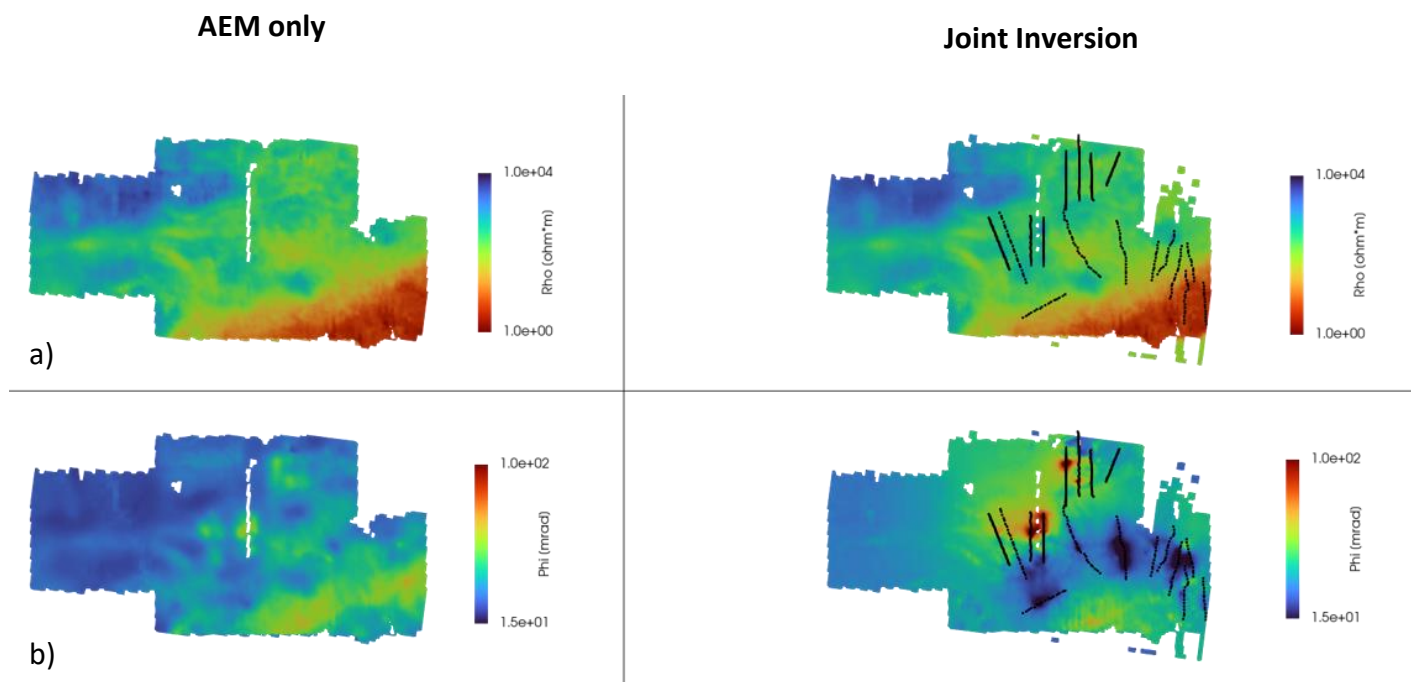 AEM only
Joint Inversion
1.0e+04
Rho (ohm*m)
1.0e+00
1.0e+04
Rho (ohm*m)
1.0e+00
a)
1.0e+02
Phi (mrad)
1.5e+01
1.0e+02
Phi (mrad)
1.5e+01
b)